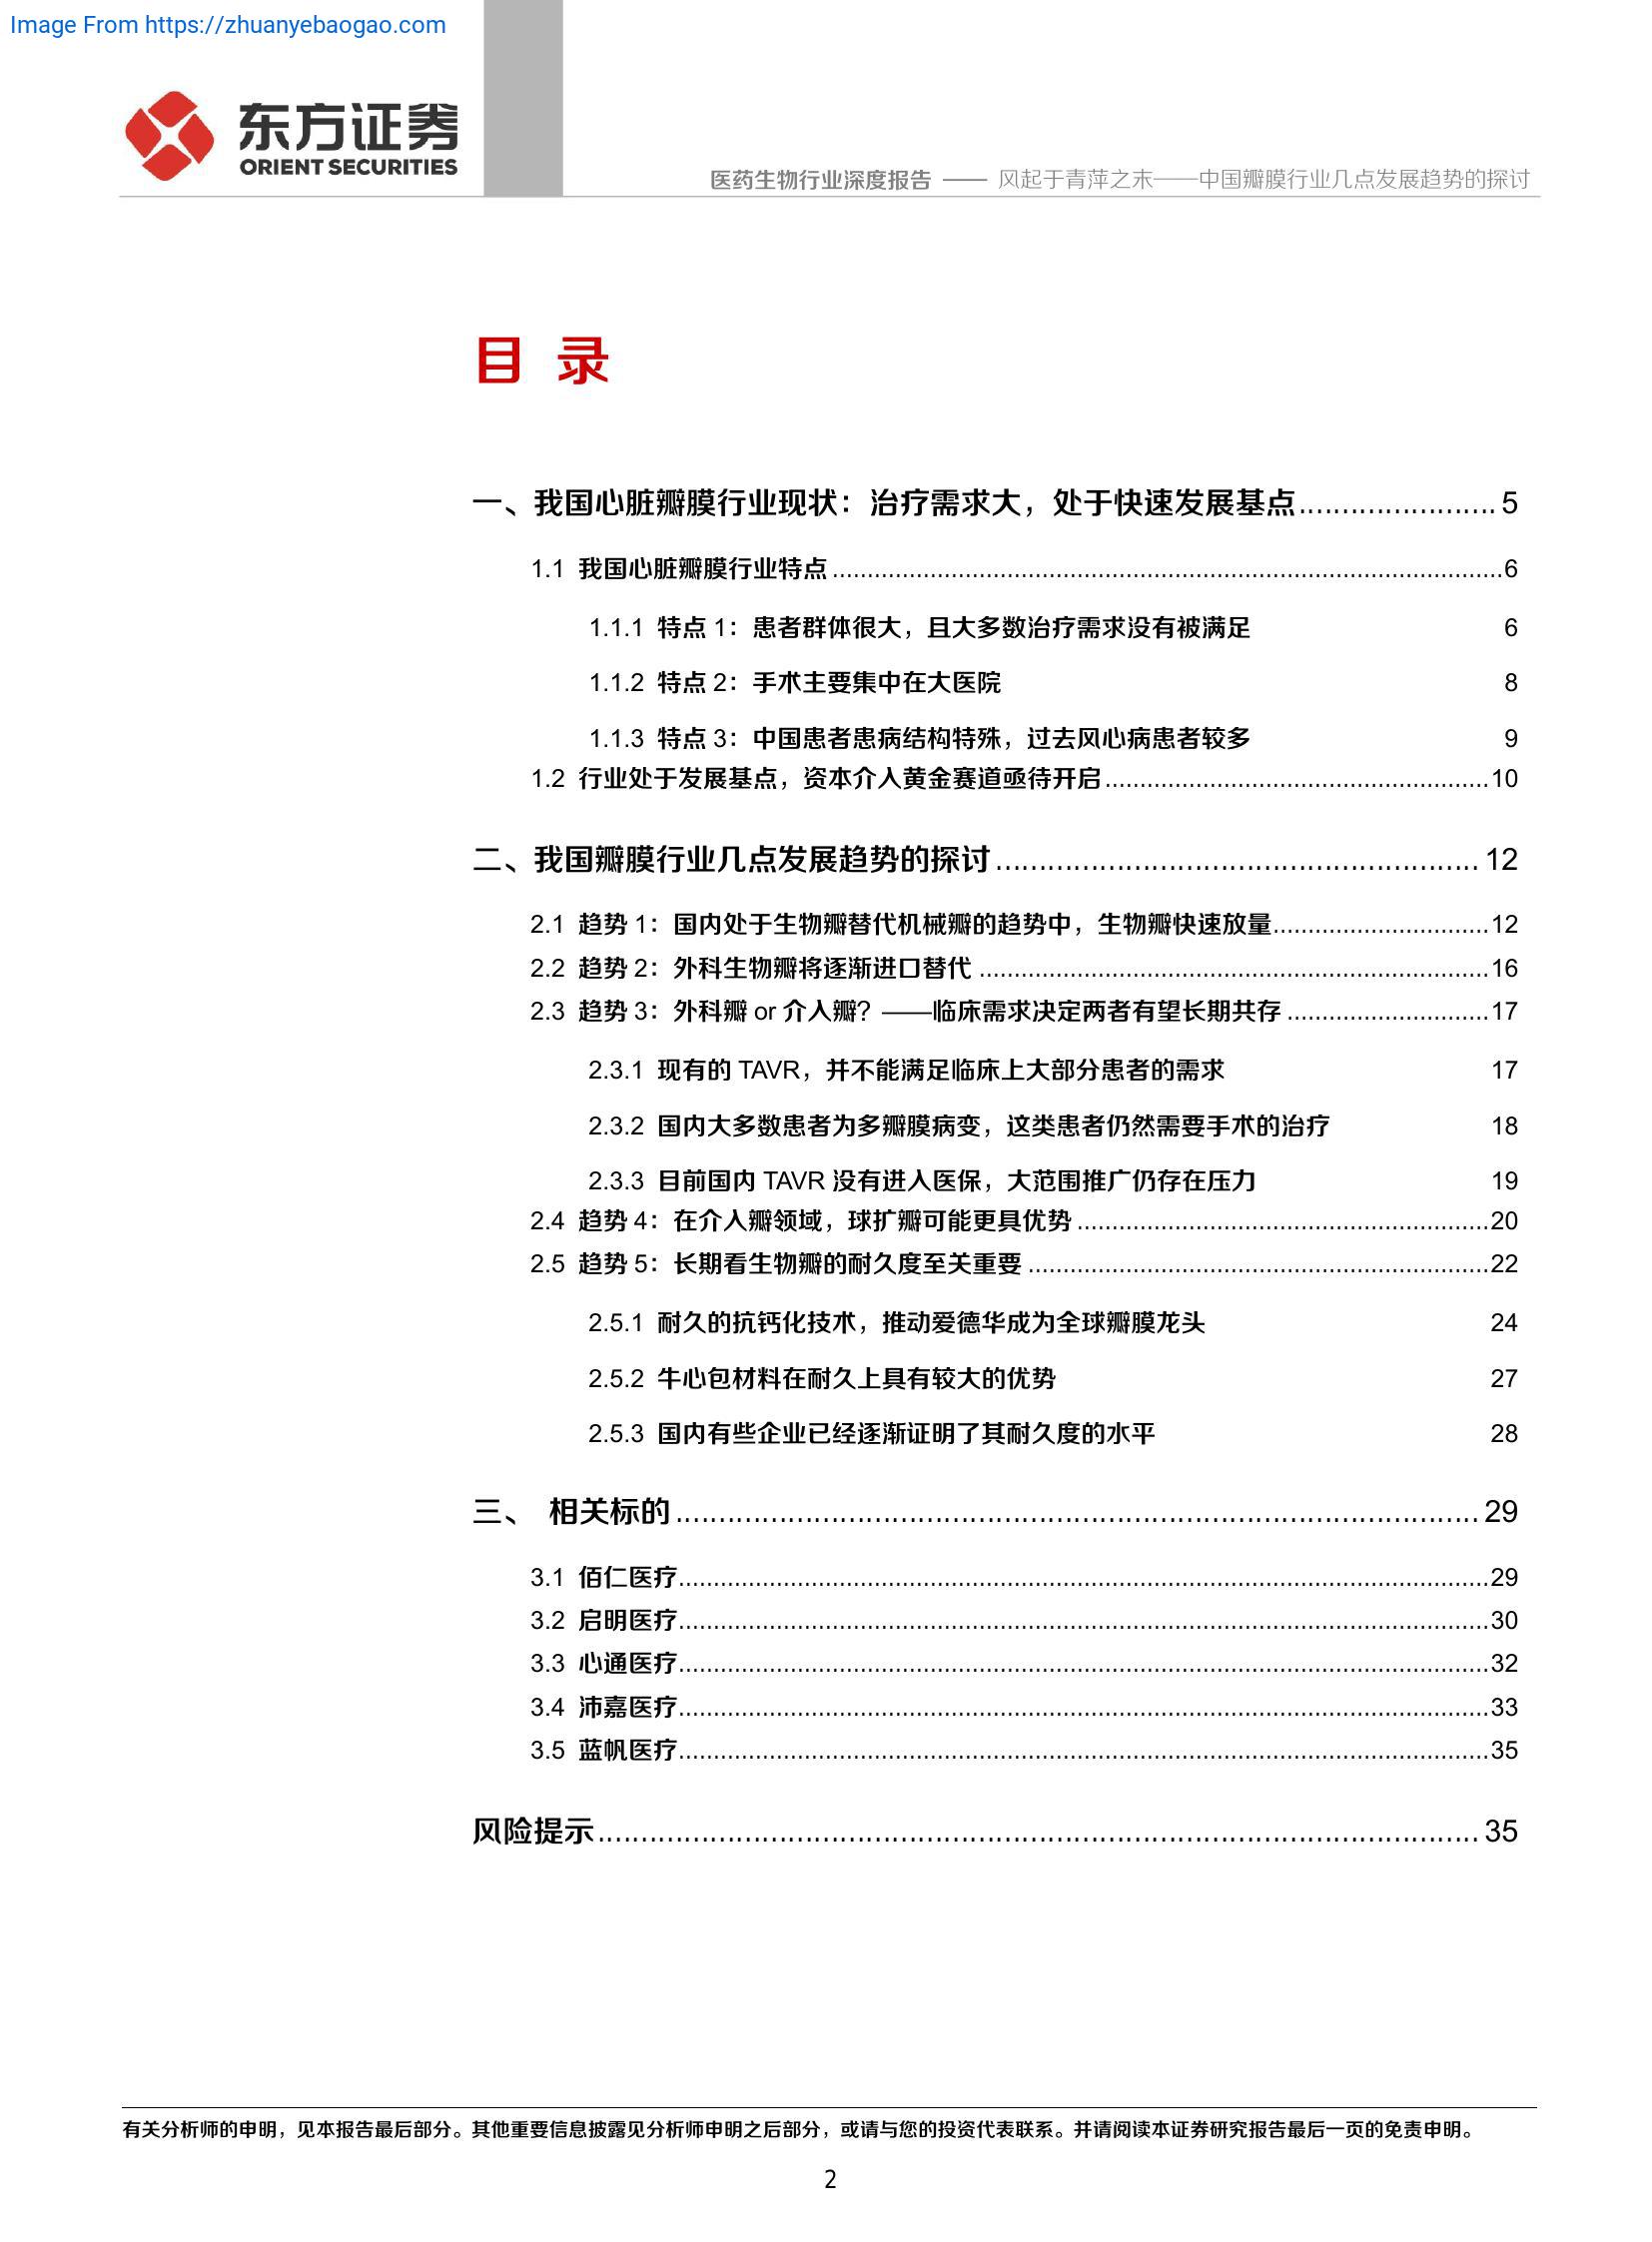 Image From https://zhuanyebaogao.com
东方证券
ORIENT SECURITIES
医药生物行业深度报告 —— 风起于青萍之末——中国瓣膜行业几点发展趋势的探讨
目 录
一、我国心脏瓣膜行业现状：治疗需求大，处于快速发展基点....................... 5
1.1 我国心脏瓣膜行业特点................................................................................................6
1.1.1 特点 1：患者群体很大，且大多数治疗需求没有被满足 6
1.1.2 特点 2：手术主要集中在大医院 8
1.1.3 特点 3：中国患者患病结构特殊，过去风心病患者较多 9
1.2 行业处于发展基点，资本介入黄金赛道亟待开启.......................................................10
二、我国瓣膜行业几点发展趋势的探讨........................................................ 12
2.1 趋势 1：国内处于生物瓣替代机械瓣的趋势中，生物瓣快速放量...............................12
2.2 趋势 2：外科生物瓣将逐渐进口替代 .........................................................................16
2.3 趋势 3：外科瓣 or 介入瓣？——临床需求决定两者有望长期共存 .............................17
2.3.1 现有的 TAVR，并不能满足临床上大部分患者的需求 17
2.3.2 国内大多数患者为多瓣膜病变，这类患者仍然需要手术的治疗 18
2.3.3 目前国内 TAVR 没有进入医保，大范围推广仍存在压力 19
2.4 趋势 4：在介入瓣领域，球扩瓣可能更具优势 ...........................................................20
2.5 趋势 5：长期看生物瓣的耐久度至关重要 ..................................................................22
2.5.1 耐久的抗钙化技术，推动爱德华成为全球瓣膜龙头 24
2.5.2 牛心包材料在耐久上具有较大的优势 27
2.5.3 国内有些企业已经逐渐证明了其耐久度的水平 28
三、 相关标的............................................................................................. 29
3.1 佰仁医疗....................................................................................................................29
3.2 启明医疗....................................................................................................................30
3.3 心通医疗....................................................................................................................32
3.4 沛嘉医疗....................................................................................................................33
3.5 蓝帆医疗....................................................................................................................35
风险提示...................................................................................................... 35
有关分析师的申明，见本报告最后部分。其他重要信息披露见分析师申明之后部分，或请与您的投资代表联系。并请阅读本证券研究报告最后一页的免责申明。
2